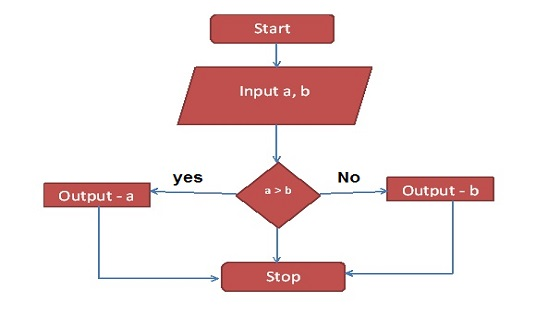 Start
Input a, b
a > b
yes
No
Output - a
Output - b
Stop